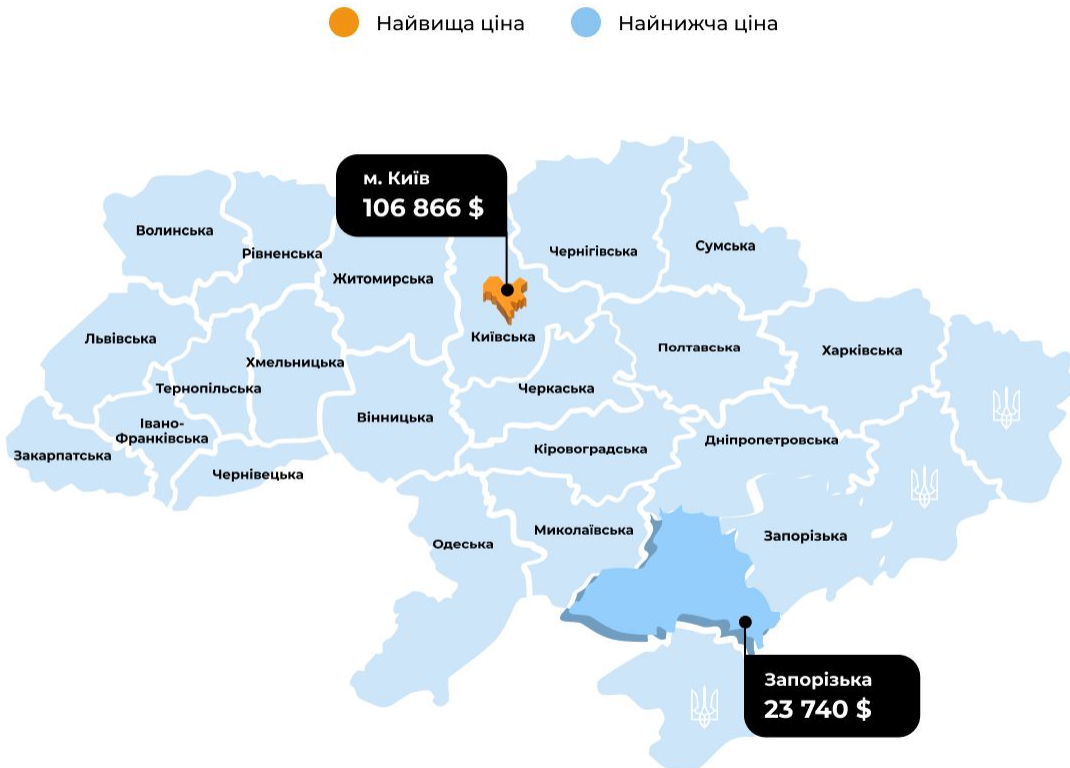 Найвища ціна
Найнижча ціна
м. Київ
106 866 $
Волинська
Рівненська
Житомирська
Чернігівська
Сумська
Львівська
Тернопільська
Хмельницька
Київська
Полтавська
Харківська
Черкаська
Вінницька
Івано-
Франківська
Закарпатська
Чернівецька
Кіровоградська
Дніпропетровська
Одеська
Миколаївська
Запорізька
Запорізька
23 740 $